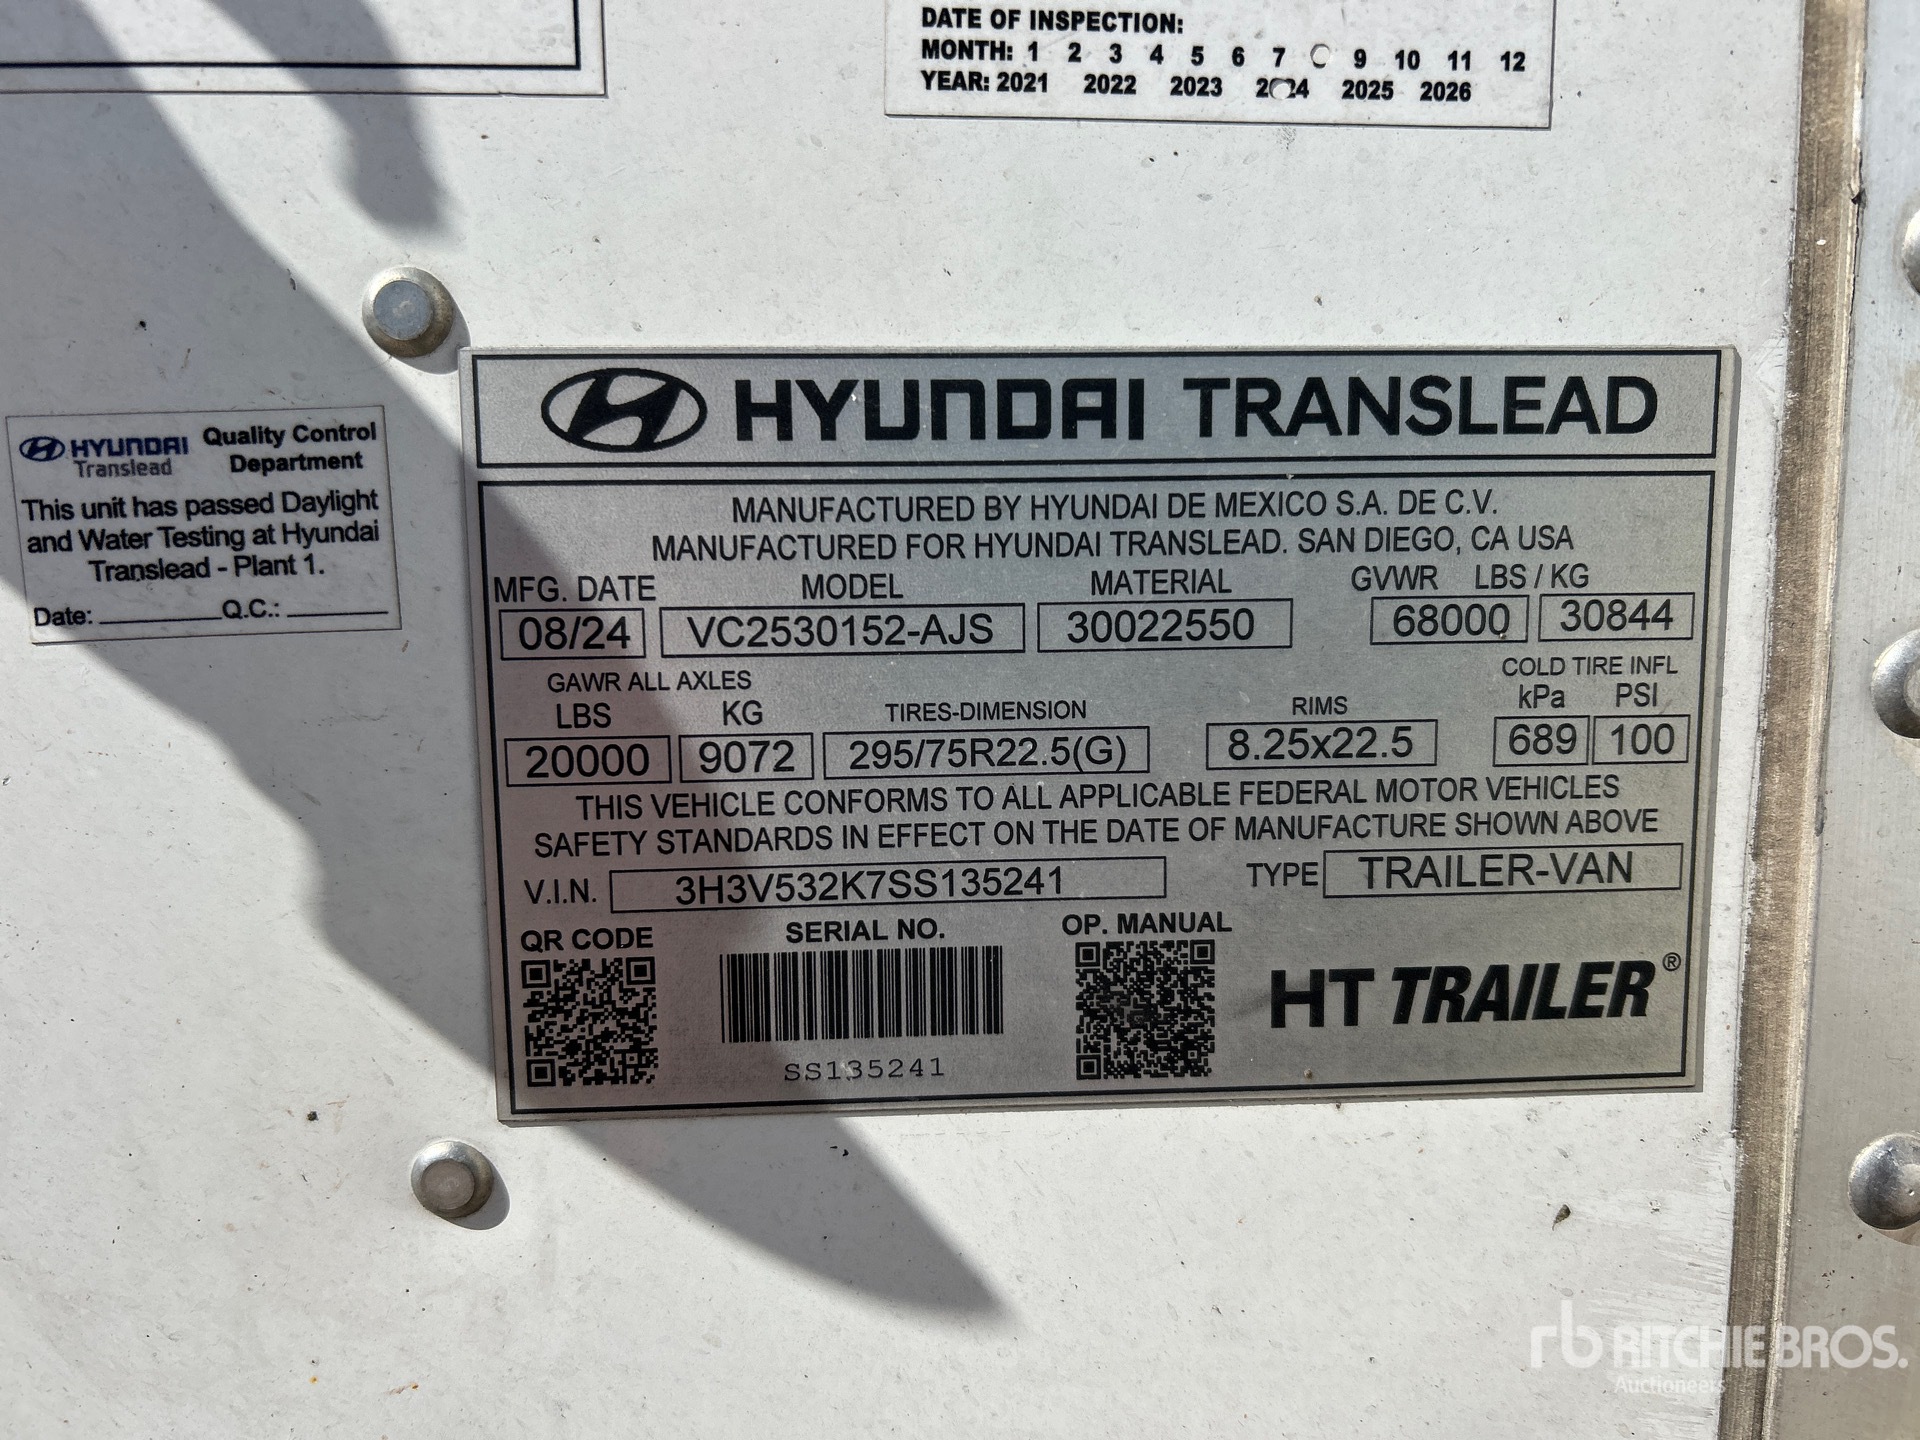 DATE OF INSPECTION:
MONTH: 1 2 3 4 5 6 7 9 10 11 12
YEAR: 2021 2022 2023 2024 2025 2026
HYUNDAI TRANSLEAD
MANUFACTURED BY HYUNDAI DE MEXICO S.A. DE C.V.
MANUFACTURED FOR HYUNDAI TRANSLEAD. SAN DIEGO, CA USA
MFG. DATE MODEL MATERIAL GVWR LBS / KG
08/24 VC2530152-AJS 30022550 68000 30844
GAWR ALL AXLES COLD TIRE INFL
LBS KG TIRES-DIMENSION RIMS kPa PSI
20000 9072 295/75R22.5(G) 8.25x22.5 689 100
THIS VEHICLE CONFORMS TO ALL APPLICABLE FEDERAL MOTOR VEHICLES
SAFETY STANDARDS IN EFFECT ON THE DATE OF MANUFACTURE SHOWN ABOVE
V.I.N. 3H3V532K7SS135241 TYPE TRAILER-VAN
QR CODE SERIAL NO. OP. MANUAL
HT TRAILER®
SS135241
HYUNDAI Quality Control
Translead Department
This unit has passed Daylight
and Water Testing at Hyundai
Translead - Plant 1.
Date: Q.C.:
rb RITCHIE BROS.
Auctioneers